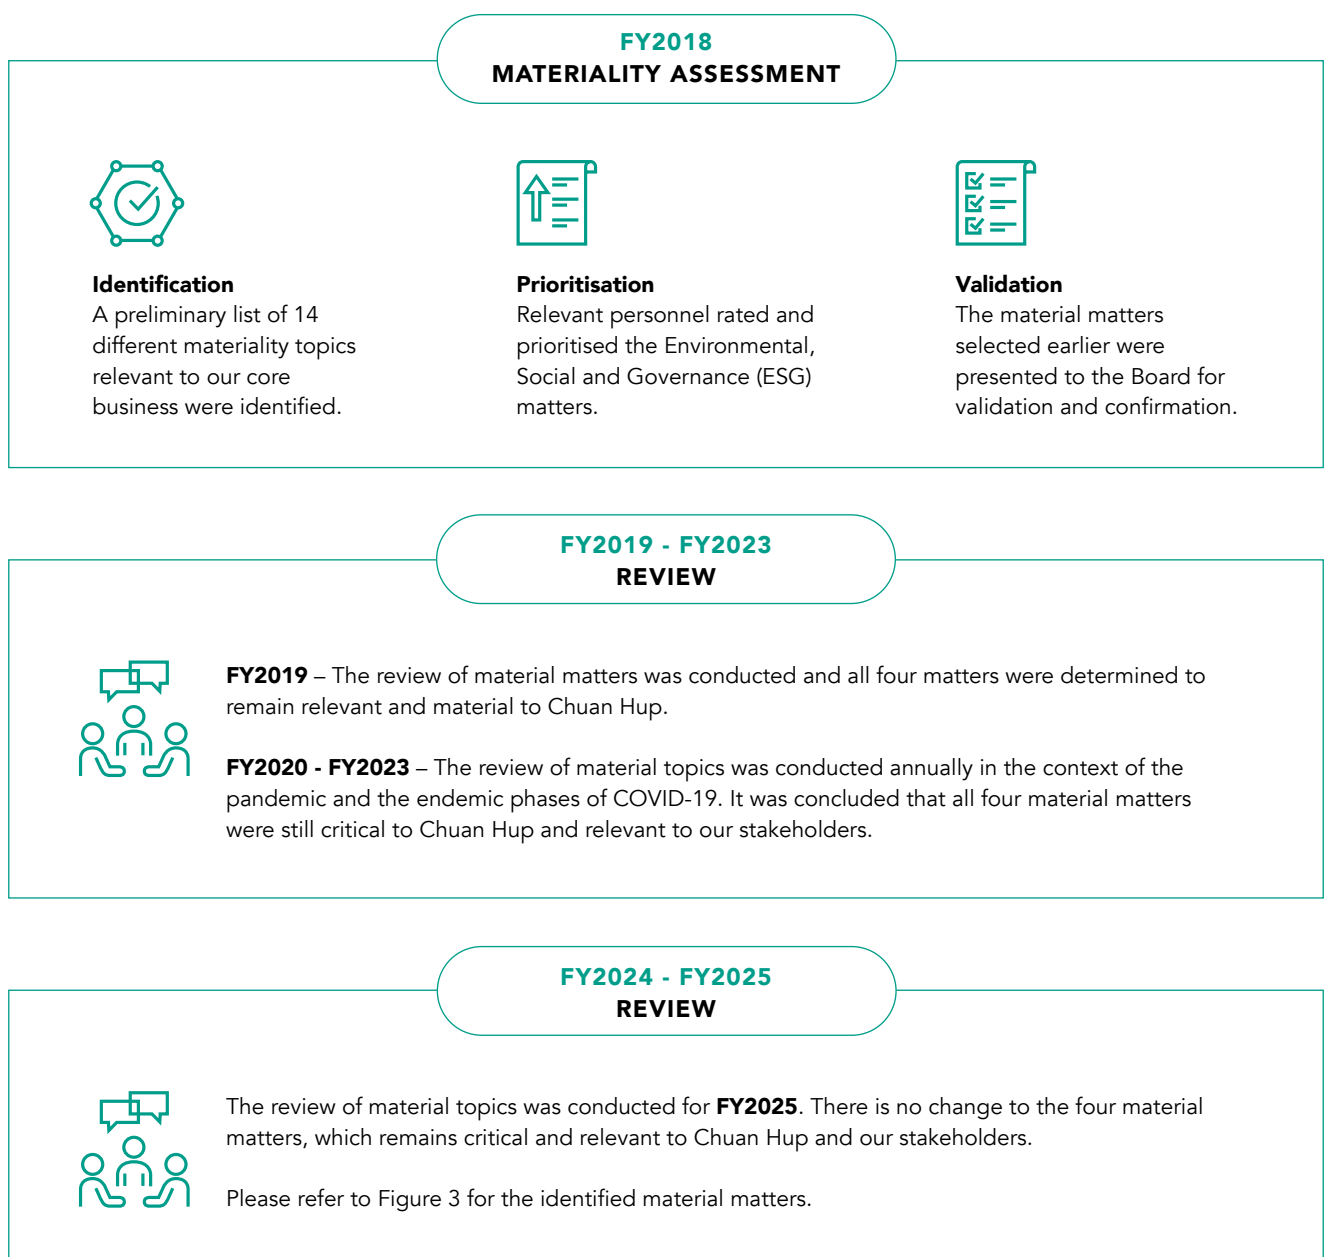 FY2018
MATERIALITY ASSESSMENT
Identification
A preliminary list of 14
different materiality topics
relevant to our core
business were identified.
Prioritisation
Relevant personnel rated and
prioritised the Environmental,
Social and Governance (ESG)
matters.
Validation
The material matters
selected earlier were
presented to the Board for
validation and confirmation.
FY2019 - FY2023
REVIEW
FY2019 – The review of material matters was conducted and all four matters were determined to
remain relevant and material to Chuan Hup.
FY2020 - FY2023 – The review of material topics was conducted annually in the context of the
pandemic and the endemic phases of COVID-19. It was concluded that all four material matters
were still critical to Chuan Hup and relevant to our stakeholders.
FY2024 - FY2025
REVIEW
The review of material topics was conducted for FY2025. There is no change to the four material
matters, which remains critical and relevant to Chuan Hup and our stakeholders.
Please refer to Figure 3 for the identified material matters.